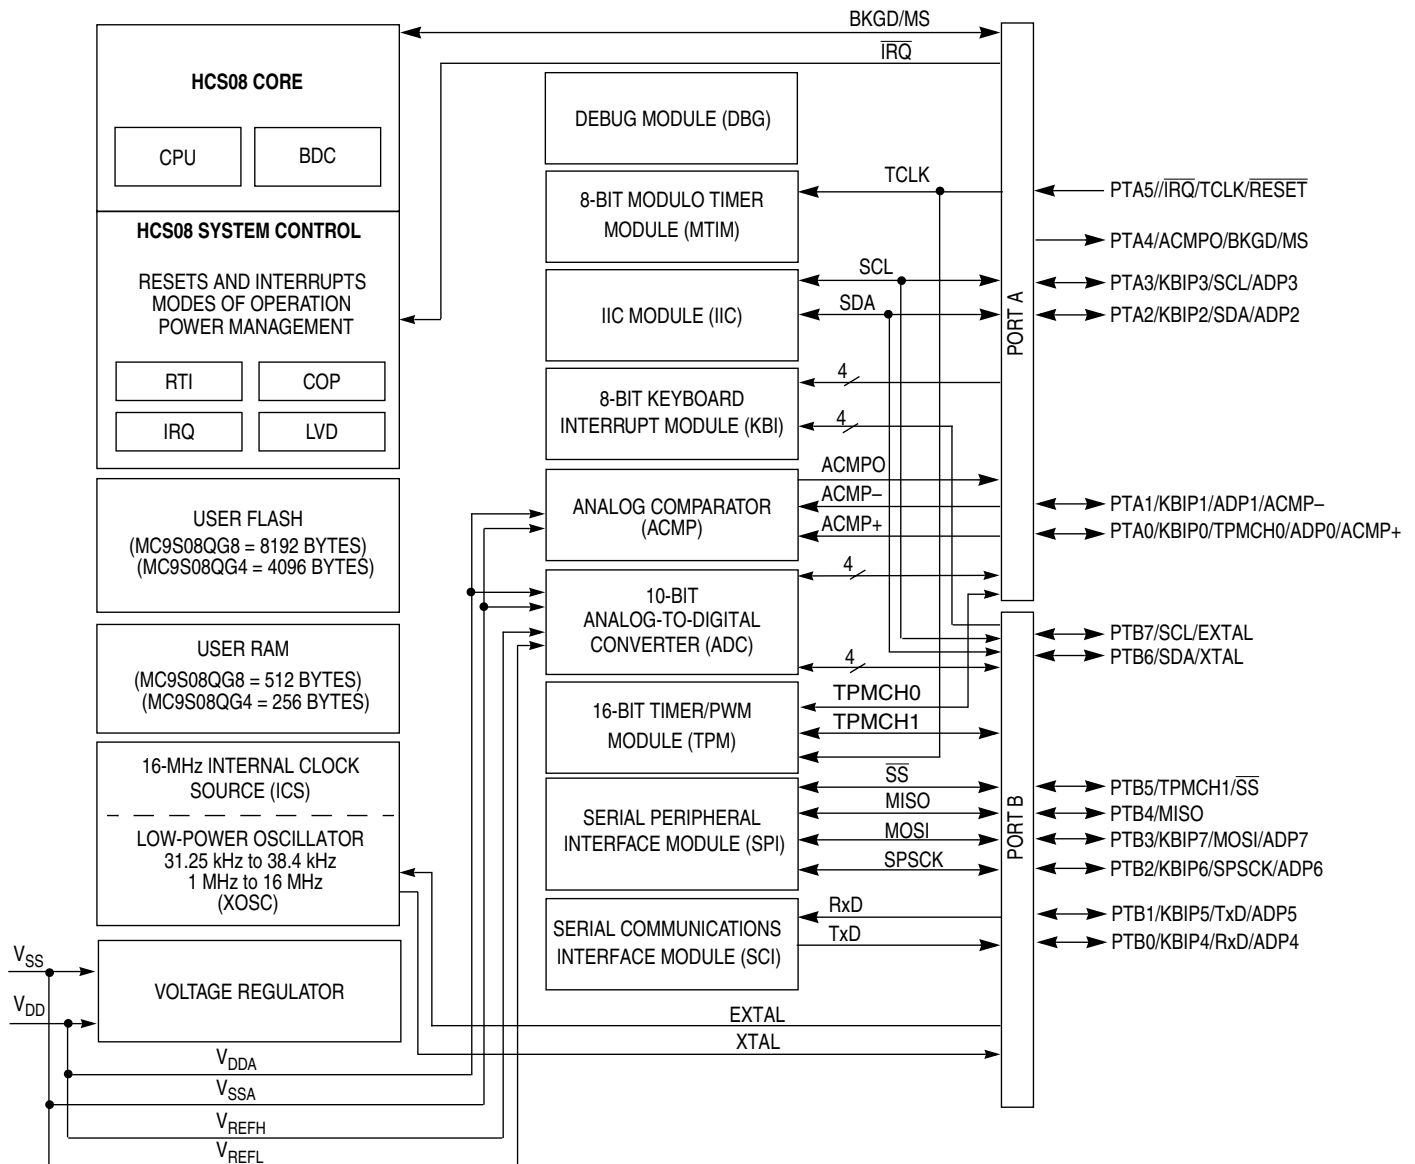 BKGD/MS
IRQ
HCS08 CORE
CPU
BDC
HCS08 SYSTEM CONTROL
RESETS AND INTERRUPTS
MODES OF OPERATION
POWER MANAGEMENT
RTI
COP
IRQ
LVD
USER FLASH
(MC9S08QG8 = 8192 BYTES)
(MC9S08QG4 = 4096 BYTES)
USER RAM
(MC9S08QG8 = 512 BYTES)
(MC9S08QG4 = 256 BYTES)
16-MHz INTERNAL CLOCK
SOURCE (ICS)
LOW-POWER OSCILLATOR
31.25 kHz to 38.4 kHz
1 MHz to 16 MHz
(XOSC)
VSS
VDD
VOLTAGE REGULATOR
VDDA
VSSA
VREFH
VREFL
DEBUG MODULE (DBG)
8-BIT MODULO TIMER
MODULE (MTIM)
TCLK
IIC MODULE (IIC)
SCL
SDA
8-BIT KEYBOARD
INTERRUPT MODULE (KBI)
4
4
ANALOG COMPARATOR
(ACMP)
ACMPO
ACMP–
ACMP+
10-BIT
ANALOG-TO-DIGITAL
CONVERTER (ADC)
4
4
16-BIT TIMER/PWM
MODULE (TPM)
TPMCH0
TPMCH1
SERIAL PERIPHERAL
INTERFACE MODULE (SPI)
SS
MISO
MOSI
SPSCK
SERIAL COMMUNICATIONS
INTERFACE MODULE (SCI)
RxD
TxD
EXTAL
XTAL
PORT A
PTA5//IRQ/TCLK/RESET
PTA4/ACMPO/BKGD/MS
PTA3/KBIP3/SCL/ADP3
PTA2/KBIP2/SDA/ADP2
PTA1/KBIP1/ADP1/ACMP–
PTA0/KBIP0/TPMCH0/ADP0/ACMP+
PORT B
PTB7/SCL/EXTAL
PTB6/SDA/XTAL
PTB5/TPMCH1/SS
PTB4/MISO
PTB3/KBIP7/MOSI/ADP7
PTB2/KBIP6/SPSCK/ADP6
PTB1/KBIP5/TxD/ADP5
PTB0/KBIP4/RxD/ADP4